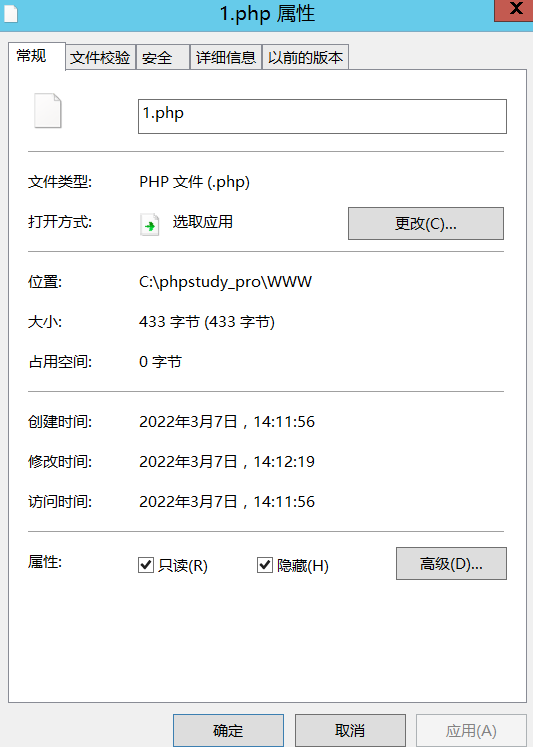 1.php 属性
常规 文件校验 安全 详细信息 以前的版本
1.php
文件类型: PHP 文件 (.php)
打开方式: 选取应用 更改(C)...
位置: C:\phpstudy_pro\WWW
大小: 433 字节 (433 字节)
占用空间: 0 字节
创建时间: 2022年3月7日，14:11:56
修改时间: 2022年3月7日，14:12:19
访问时间: 2022年3月7日，14:11:56
属性: 只读(R) 隐藏(H) 高级(D)...
确定 取消 应用(A)